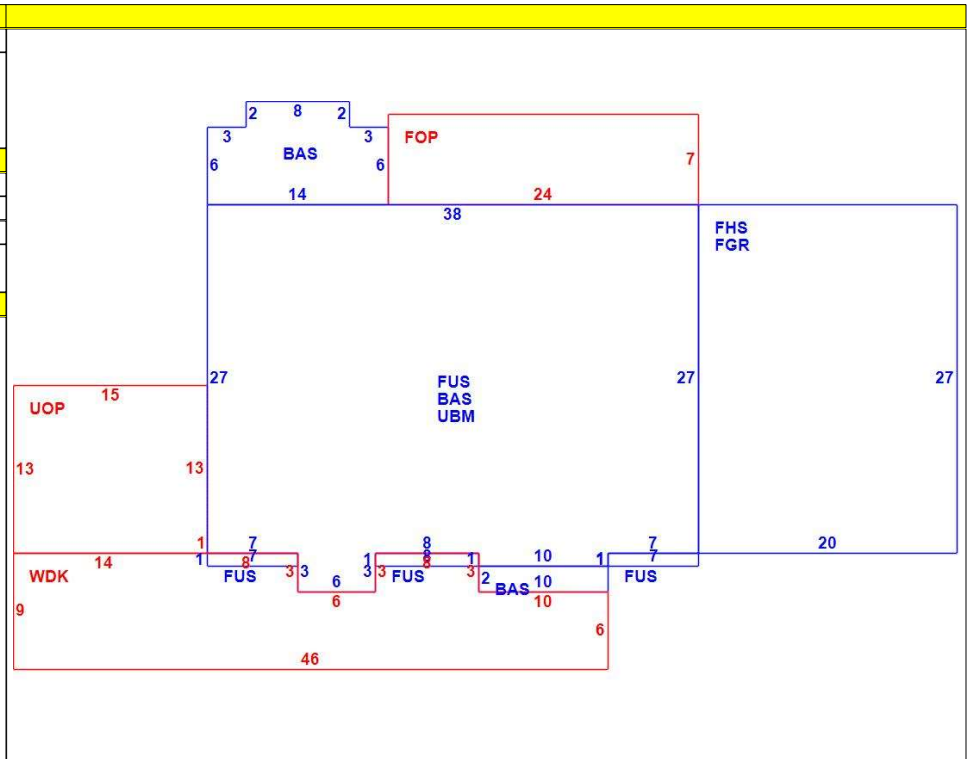 2 8 2
3 3 FOP
BAS 7
6 6
14 24
38
FHS
FGR
27 27 27
FUS
BAS
UBM
15
UOP
13 13
1 7 8 7 20
14 1 7 8 1 8 8 1 10 1 7
WDK FUS 3 3 6 3 3 FUS 3 2 BAS 10 FUS
6 10
9 6
46